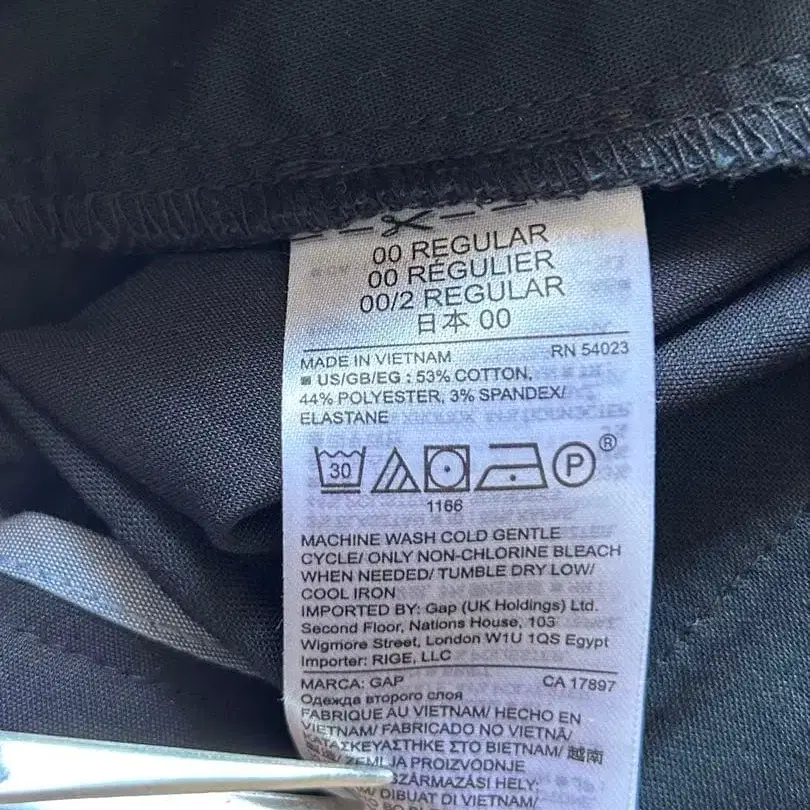 00 REGULAR
00 RÉGULIER
00/2 REGULAR
日本 00
MADE IN VIETNAM RN 54023
US/GB/EG : 53% COTTON,
44% POLYESTER, 3% SPANDEX/
ELASTANE
30 P ®
1166
MACHINE WASH COLD GENTLE
CYCLE/ ONLY NON-CHLORINE BLEACH
WHEN NEEDED/ TUMBLE DRY LOW/
COOL IRON
IMPORTED BY: Gap (UK Holdings) Ltd.
Second Floor, Nations House, 103
Wigmore Street, London W1U 1QS Egypt
Importer: RIGE, LLC
MARCA: GAP CA 17897
Одежда второго слоя
FABRIQUÉ AU VIETNAM/ HECHO EN
VIETNAM/ FABRICADO NO VIETNÃ/
ΚΑΤΑΣΚΕΥΑΣΤΗΚΕ ΣΤΟ ΒΙΕΤΝΑΜ/ 越南
ZEMLJA PROIZVODNJE
SZÁRMAZÁSI HELY:
DIBUAT DI VIETNAM/